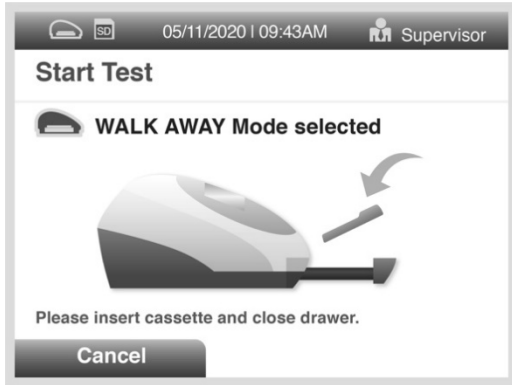 SD 05/11/2020 | 09:43AM Supervisor
Start Test
WALK AWAY Mode selected
Please insert cassette and close drawer.
Cancel